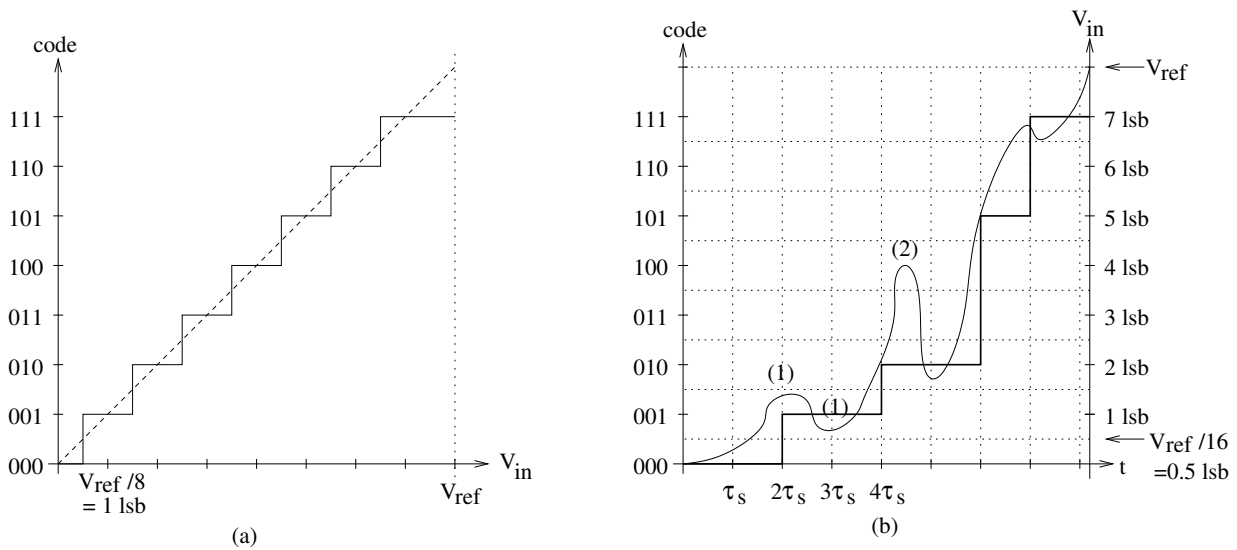 code
111
110
101
100
011
010
001
000
V_ref /8
= 1 lsb
V_in
V_ref
(a)
code
V_in
V_ref
111
7 lsb
110
6 lsb
101
5 lsb
(2)
100
4 lsb
011
3 lsb
010
2 lsb
(1)
(1)
001
1 lsb
V_ref /16
=0.5 lsb
000
t
τ_s
2τ_s
3τ_s
4τ_s
(b)